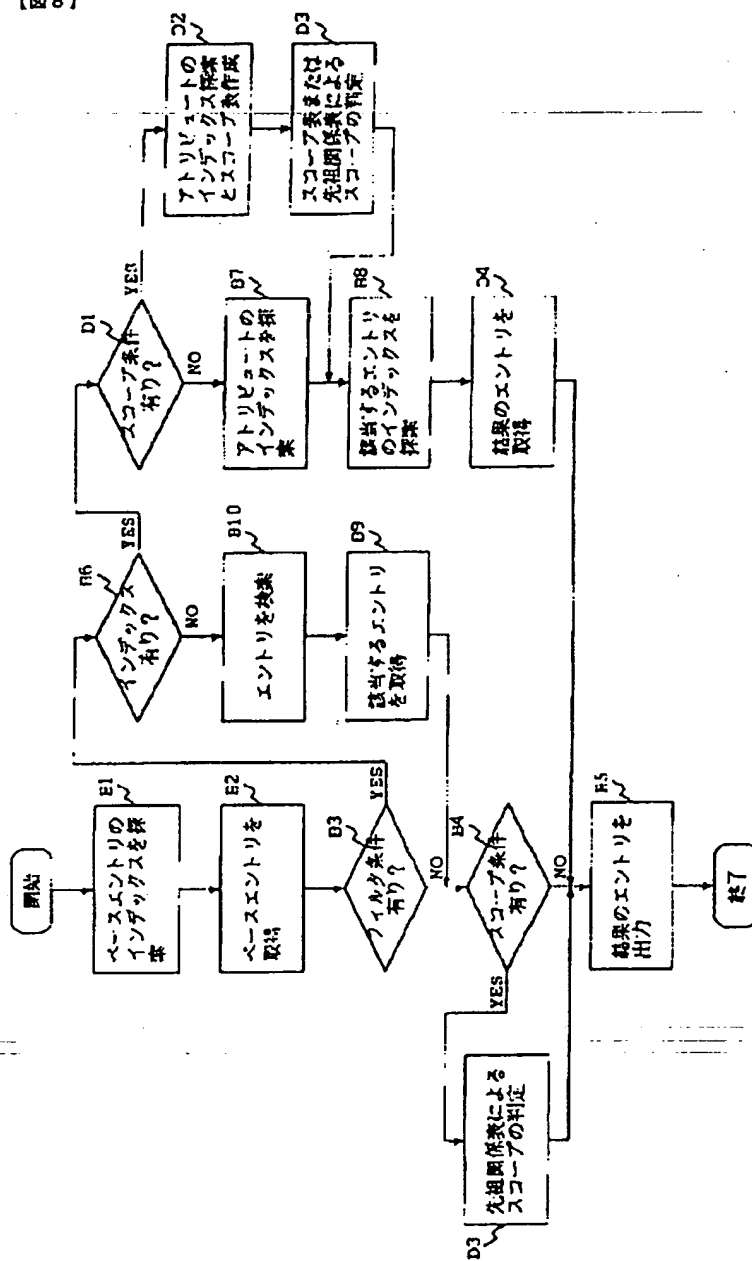 【図8】
開始
E1
ベースエントリの
インデックスを探
索
E2
ベースエントリを
取得
B3
フィルタ条件
有り?
YES
NO
B4
スコープ条件
有り?
YES
NO
D3
先祖関係表による
スコープの判定
R5
結果のエントリを
出力
終了
R6
インデックス
有り?
YES
NO
B10
エントリを検索
D9
該当するエントリ
を取得
D1
スコープ条件
有り?
YES
NO
B7
アトリビュートの
インデックスを探
索
R8
該当するエントリ
のインデックスを
探索
D4
結果のエントリを
取得
D2
アトリビュートの
インデックス探索
とスコープ表作成
D3
スコープ表または
先祖関係表による
スコープの判定